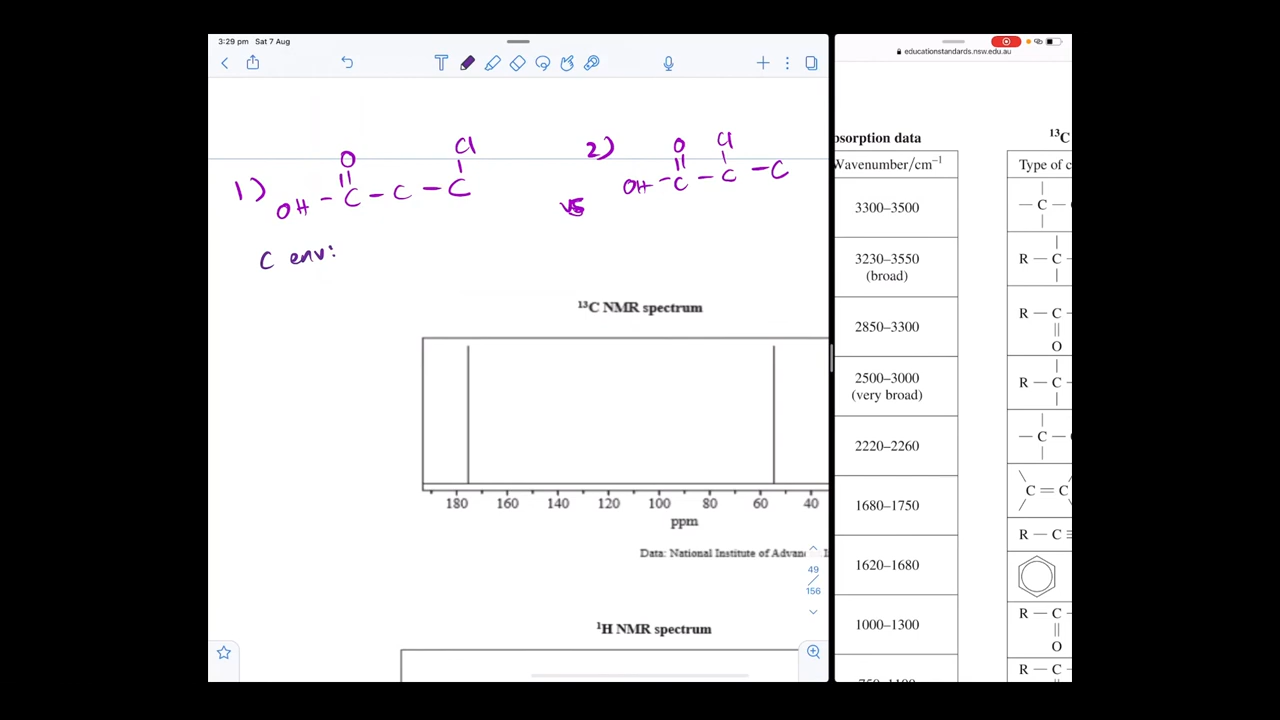 3:29 pm Sat 7 Aug
educationstandards.nsw.edu.au
T
1)
O
Cl
OH - C - C - C
vs
2)
O
Cl
OH - C - C - C
C env:
¹³C NMR spectrum
180 160 140 120 100 80 60 40
ppm
Data: National Institute of Advan
49
156
¹H NMR spectrum
bsorption data
Wavenumber/cm⁻¹
3300–3500
3230–3550
(broad)
2850–3300
2500–3000
(very broad)
2220–2260
1680–1750
1620–1680
1000–1300
¹³C
Type of c
— C —
R — C —
R — C —
O
R — C —
— C —
C = C
R — C ≡
R — C —
O
R — C —